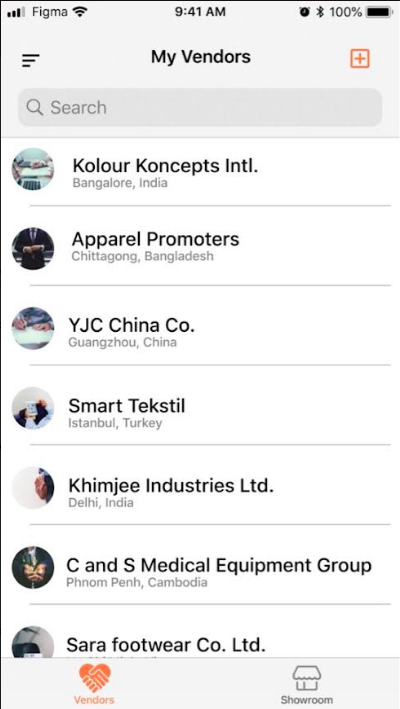 Figma 9:41 AM 100%
My Vendors
Search
Kolour Koncepts Intl.
Bangalore, India
Apparel Promoters
Chittagong, Bangladesh
YJC China Co.
Guangzhou, China
Smart Tekstil
Istanbul, Turkey
Khimjee Industries Ltd.
Delhi, India
C and S Medical Equipment Group
Phnom Penh, Cambodia
Sara footwear Co. Ltd.
Vendors Showroom